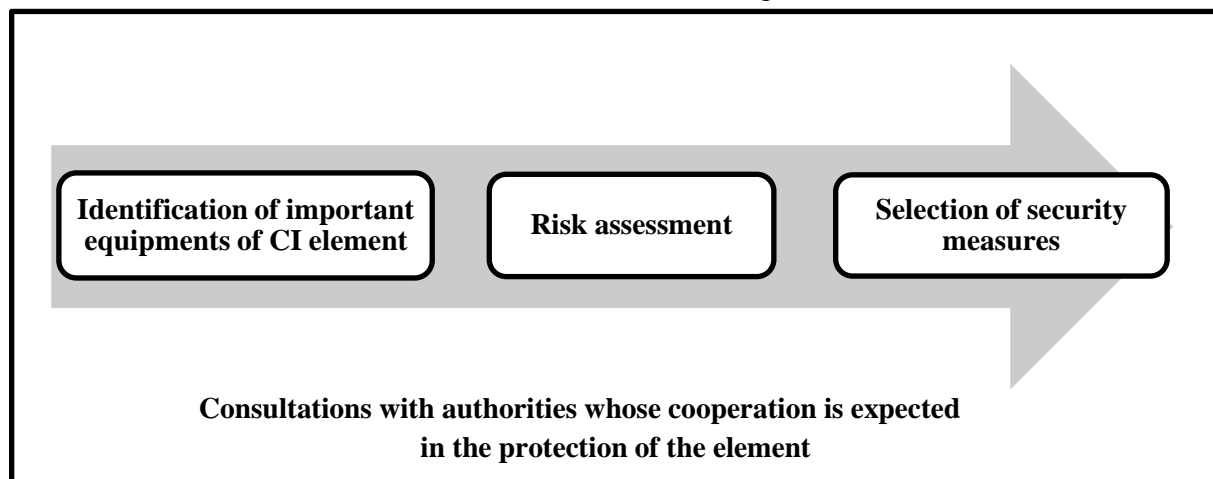 Identification of important
equipments of CI element
Risk assessment
Selection of security
measures
Consultations with authorities whose cooperation is expected
in the protection of the element